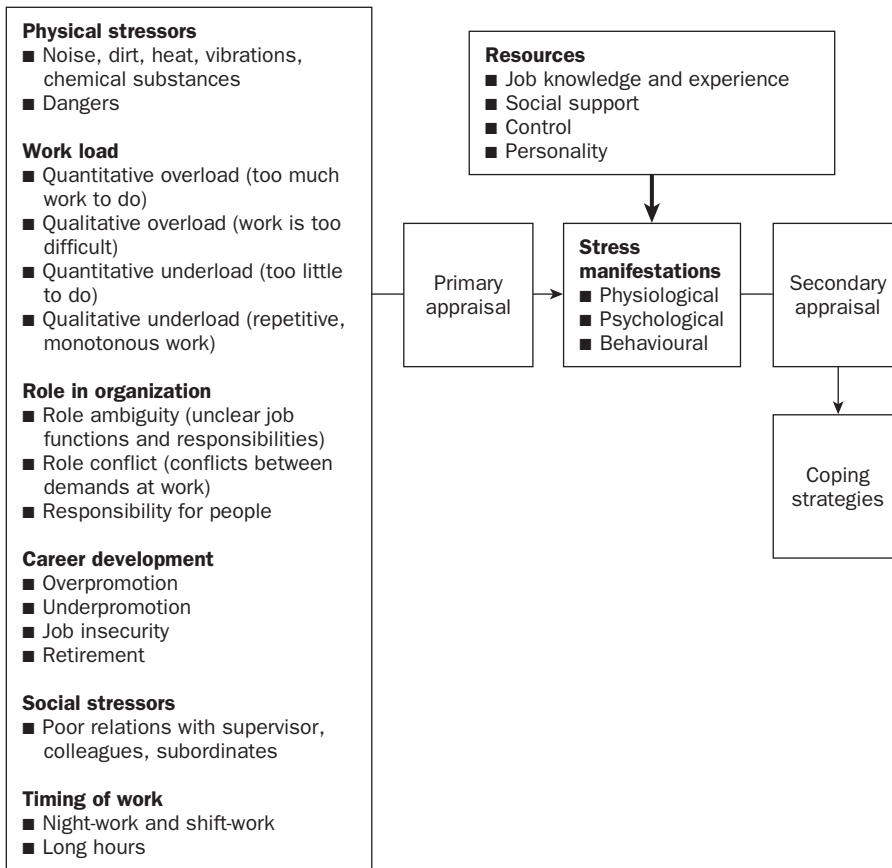 Physical stressors
■ Noise, dirt, heat, vibrations,
chemical substances
■ Dangers
Work load
■ Quantitative overload (too much
work to do)
■ Qualitative overload (work is too
difficult)
■ Quantitative underload (too little
to do)
■ Qualitative underload (repetitive,
monotonous work)
Role in organization
■ Role ambiguity (unclear job
functions and responsibilities)
■ Role conflict (conflicts between
demands at work)
■ Responsibility for people
Career development
■ Overpromotion
■ Underpromotion
■ Job insecurity
■ Retirement
Social stressors
■ Poor relations with supervisor,
colleagues, subordinates
Timing of work
■ Night-work and shift-work
■ Long hours
Primary
appraisal
Resources
■ Job knowledge and experience
■ Social support
■ Control
■ Personality
Stress
manifestations
■ Physiological
■ Psychological
■ Behavioural
Secondary
appraisal
Coping
strategies